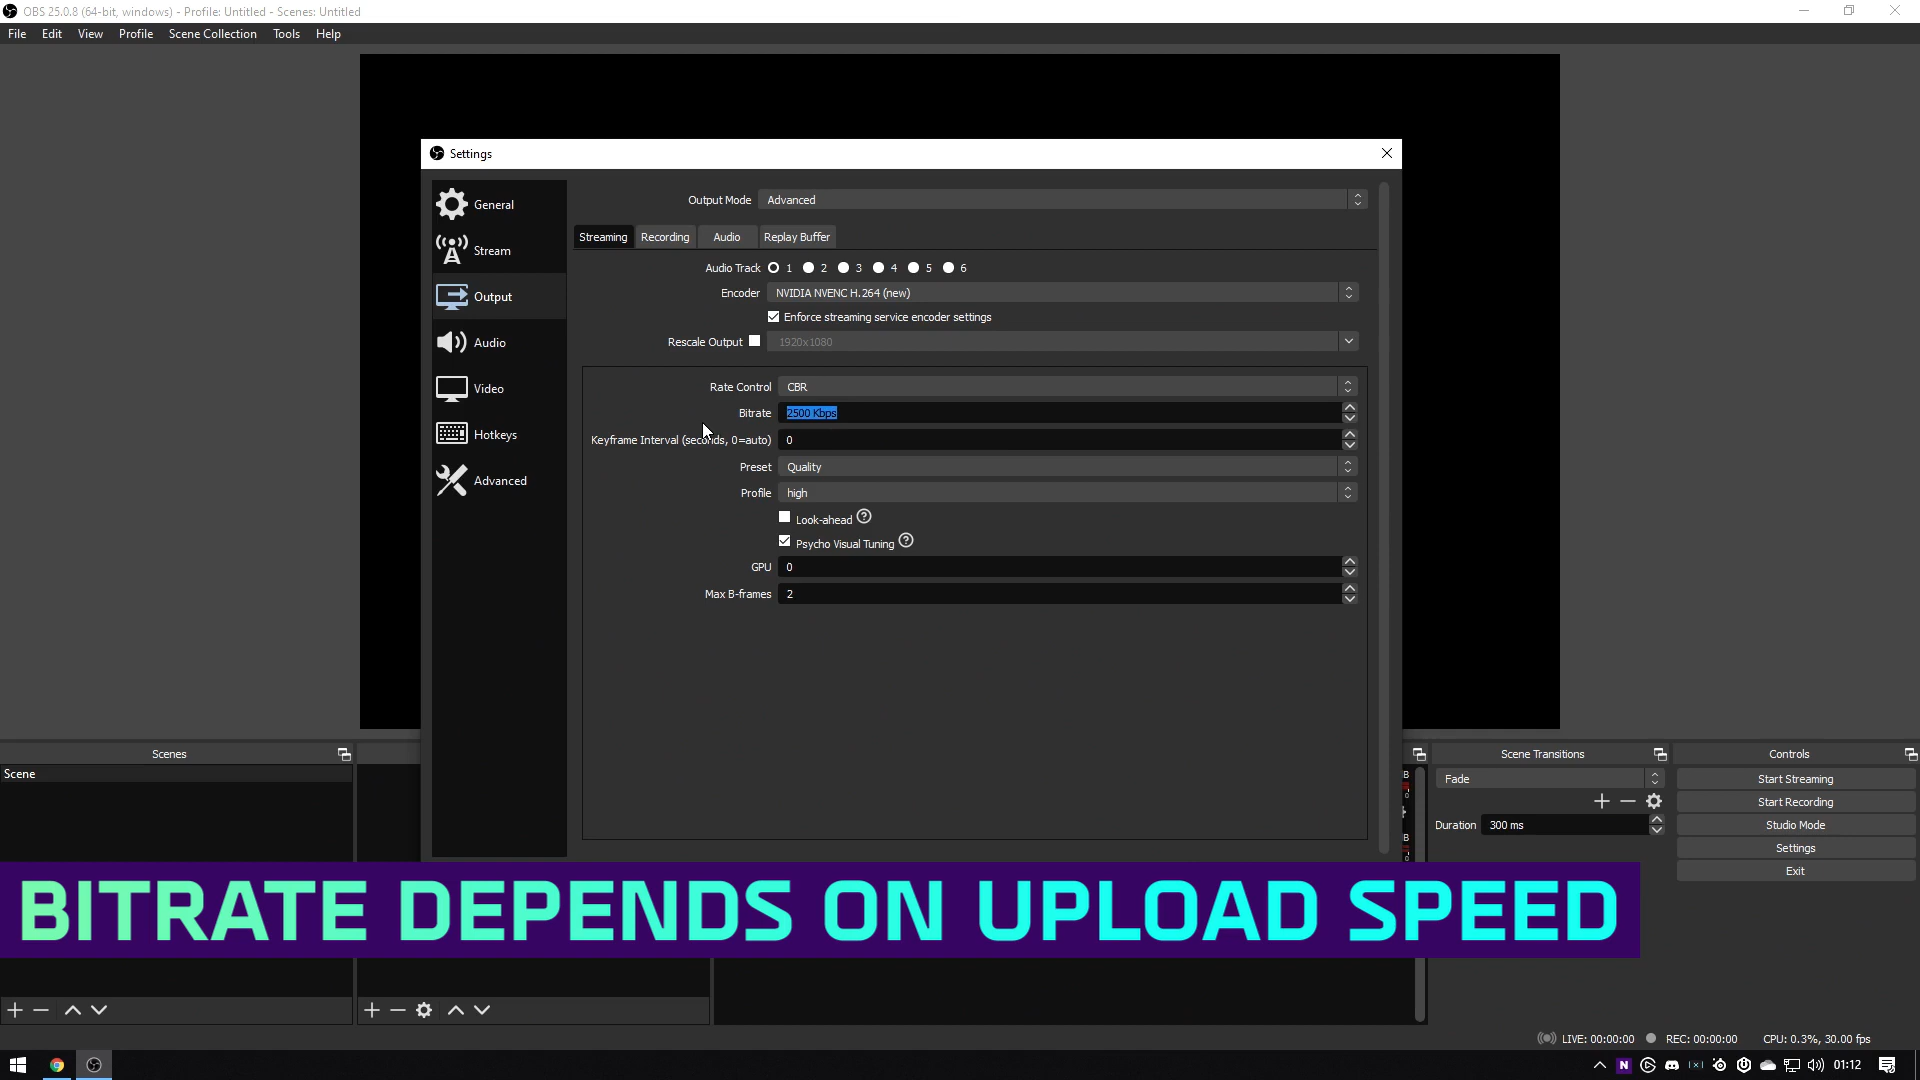 OBS 25.0.8 (64-bit, windows) - Profile: Untitled - Scenes: Untitled
File Edit View Profile Scene Collection Tools Help
Settings
General
Stream
Output
Audio
Video
Hotkeys
Advanced
Output Mode Advanced
Streaming Recording Audio Replay Buffer
Audio Track 1 2 3 4 5 6
Encoder NVIDIA NVENC H.264 (new)
Enforce streaming service encoder settings
Rescale Output 1920x1080
Rate Control CBR
Bitrate 2500 Kbps
Keyframe Interval (seconds, 0=auto) 0
Preset Quality
Profile high
Look-ahead ?
Psycho Visual Tuning ?
GPU 0
Max B-frames 2
Scenes
Scene
Scene Transitions
Fade
Duration 300 ms
Controls
Start Streaming
Start Recording
Studio Mode
Settings
Exit
BITRATE DEPENDS ON UPLOAD SPEED
LIVE: 00:00:00 REC: 00:00:00 CPU: 0.3%, 30.00 fps
N
01:12